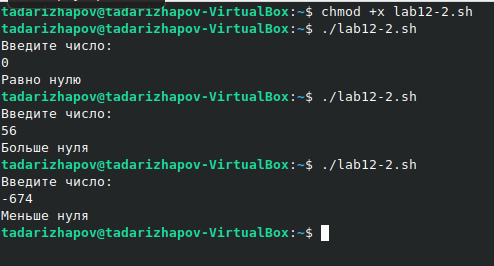 tadarizhapov@tadarizhapov-VirtualBox:~$ chmod +x lab12-2.sh
tadarizhapov@tadarizhapov-VirtualBox:~$ ./lab12-2.sh
Введите число:
0
Равно нулю
tadarizhapov@tadarizhapov-VirtualBox:~$ ./lab12-2.sh
Введите число:
56
Больше нуля
tadarizhapov@tadarizhapov-VirtualBox:~$ ./lab12-2.sh
Введите число:
-674
Меньше нуля
tadarizhapov@tadarizhapov-VirtualBox:~$